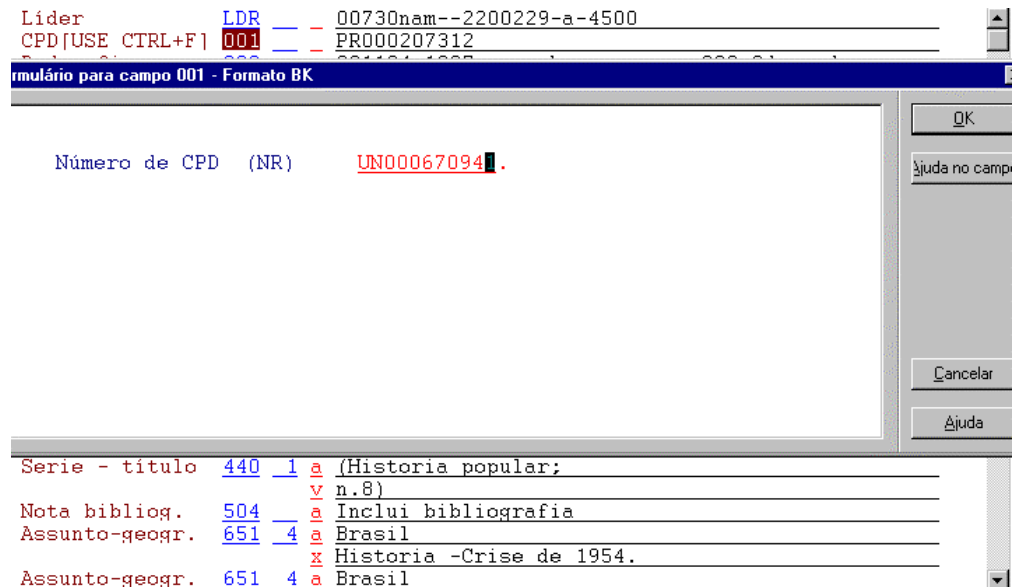 Líder LDR 00730nam--2200229-a-4500
CPD[USE CTRL+F] 001 PR000207312
rmulário para campo 001 - Formato BK
OK
Número de CPD (NR) UN000670941.
Ajuda no campo
Cancelar
Ajuda
Serie - título 440 1 a (Historia popular;
v n.8)
Nota bibliog. 504 a Inclui bibliografia
Assunto-geogr. 651 4 a Brasil
x Historia -Crise de 1954.
Assunto-geogr. 651 4 a Brasil